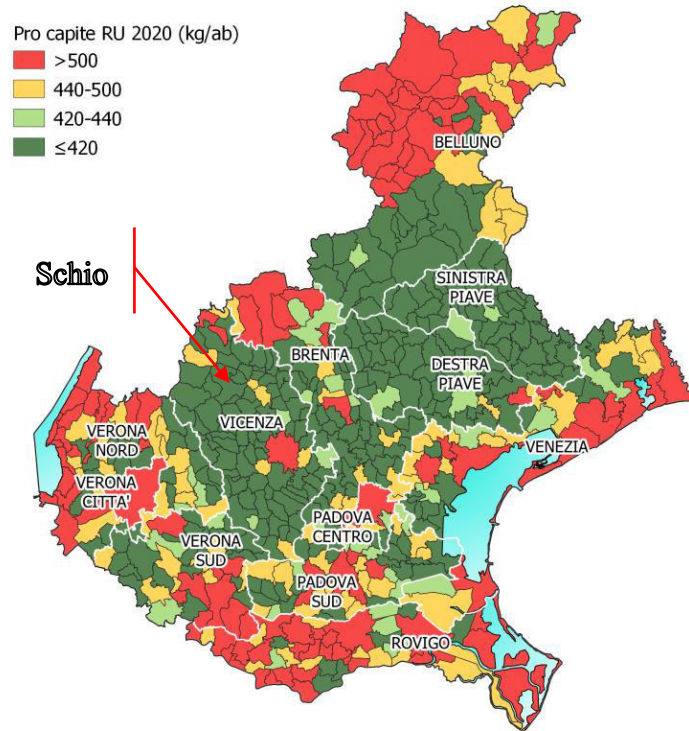 Pro capite RU 2020 (kg/ab)
>500
440-500
420-440
≤420
BELLUNO
Schio
SINISTRA
PIAVE
BRENTA
DESTRA
PIAVE
VICENZA
VERONA
NORD
VENEZIA
VERONA
CITTA'
PADOVA
CENTRO
VERONA
SUD
PADOVA
SUD
ROVIGO